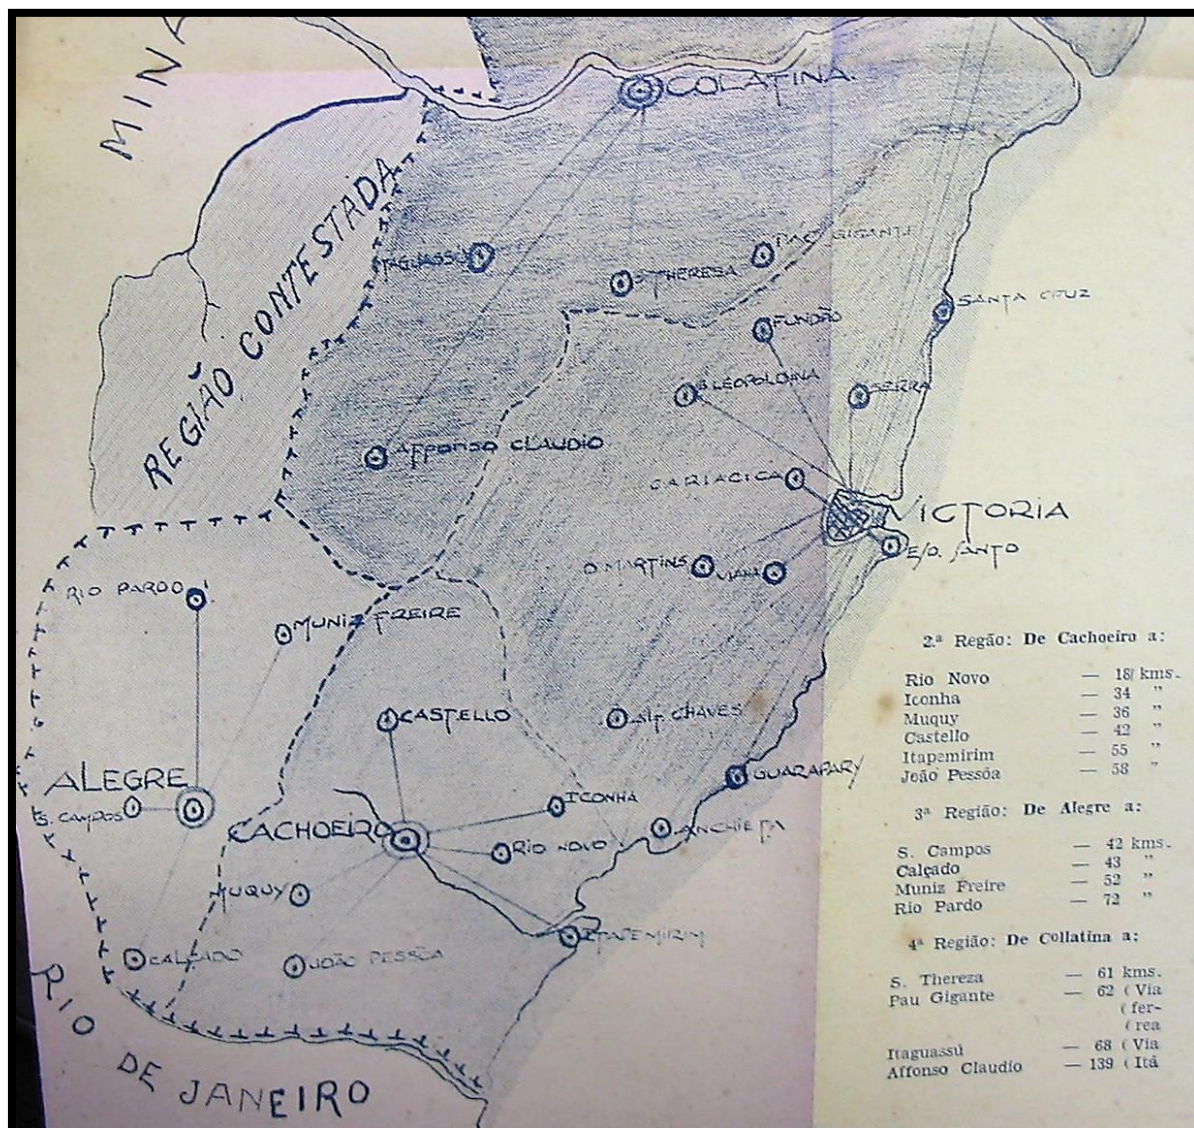 MINA
COLATINA.
REGIÃO CONTESTADA
ITAGUASSÚ
S. THEREZA
PAU GIGANTE
SANTA CRUZ
FUNDÃO
S. LEOPOLDINA
SERRA
AFFONSO CLAUDIO
CARIACICA
VICTORIA
E/O. SANTO
D. MARTINS
VIANA
RIO PARDO
MUNIZ FREIRE
CASTELLO
ALF. CHAVES
GUARAPARY
ALEGRE
S. CAMPOS
ICONHA
CACHOEIRO
RIO NOVO
ANCHIETA
MUQUY
ITAPEMIRIM
CALÇADO
JOÃO PESSÔA
RIO DE JANEIRO
2.ª Regão: De Cachoeiro a:
Rio Novo — 18 kms.
Iconha — 34 ”
Muquy — 36 ”
Castello — 42 ”
Itapemirim — 55 ”
João Pessôa — 58 ”
3ª Região: De Alegre a:
S. Campos — 42 kms.
Calçado — 43 ”
Muniz Freire — 52 ”
Rio Pardo — 72 ”
4ª Região: De Collatina a:
S. Thereza — 61 kms.
Pau Gigante — 62 ( Via
( fer-
( rea
Itaguassú — 68 ( Via
Affonso Claudio — 139 ( Itá